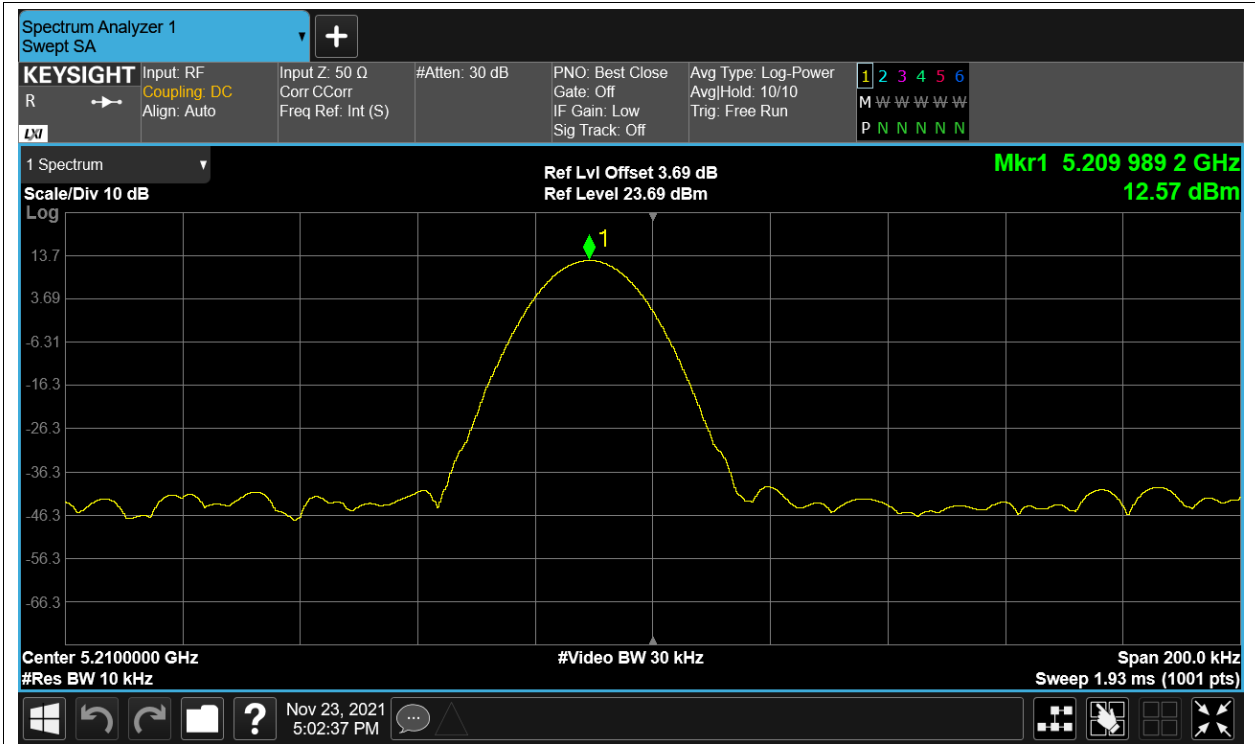 Spectrum Analyzer 1
Swept SA
KEYSIGHT
R
LXI
Input: RF
Coupling: DC
Align: Auto
Input Z: 50 Ω
Corr CCorr
Freq Ref: Int (S)
#Atten: 30 dB
PNO: Best Close
Gate: Off
IF Gain: Low
Sig Track: Off
Avg Type: Log-Power
Avg|Hold: 10/10
Trig: Free Run
1 2 3 4 5 6
M W W W W W
P N N N N N
1 Spectrum
Scale/Div 10 dB
Log
Ref Lvl Offset 3.69 dB
Ref Level 23.69 dBm
Mkr1 5.209 989 2 GHz
12.57 dBm
1
13.7
3.69
-6.31
-16.3
-26.3
-36.3
-46.3
-56.3
-66.3
Center 5.2100000 GHz
#Res BW 10 kHz
#Video BW 30 kHz
Span 200.0 kHz
Sweep 1.93 ms (1001 pts)
?
Nov 23, 2021
5:02:37 PM